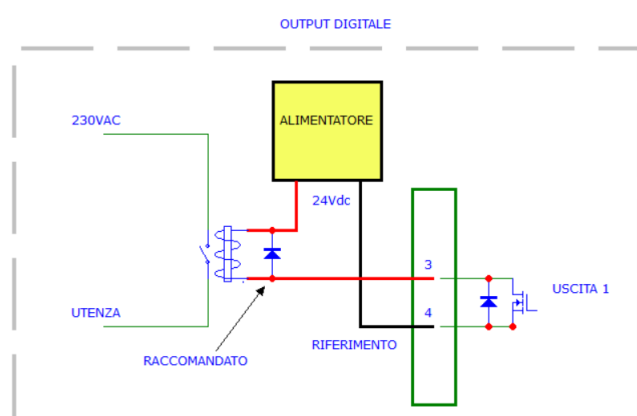 OUTPUT DIGITALE
230VAC
ALIMENTATORE
24Vdc
3
USCITA 1
4
UTENZA
RIFERIMENTO
RACCOMANDATO